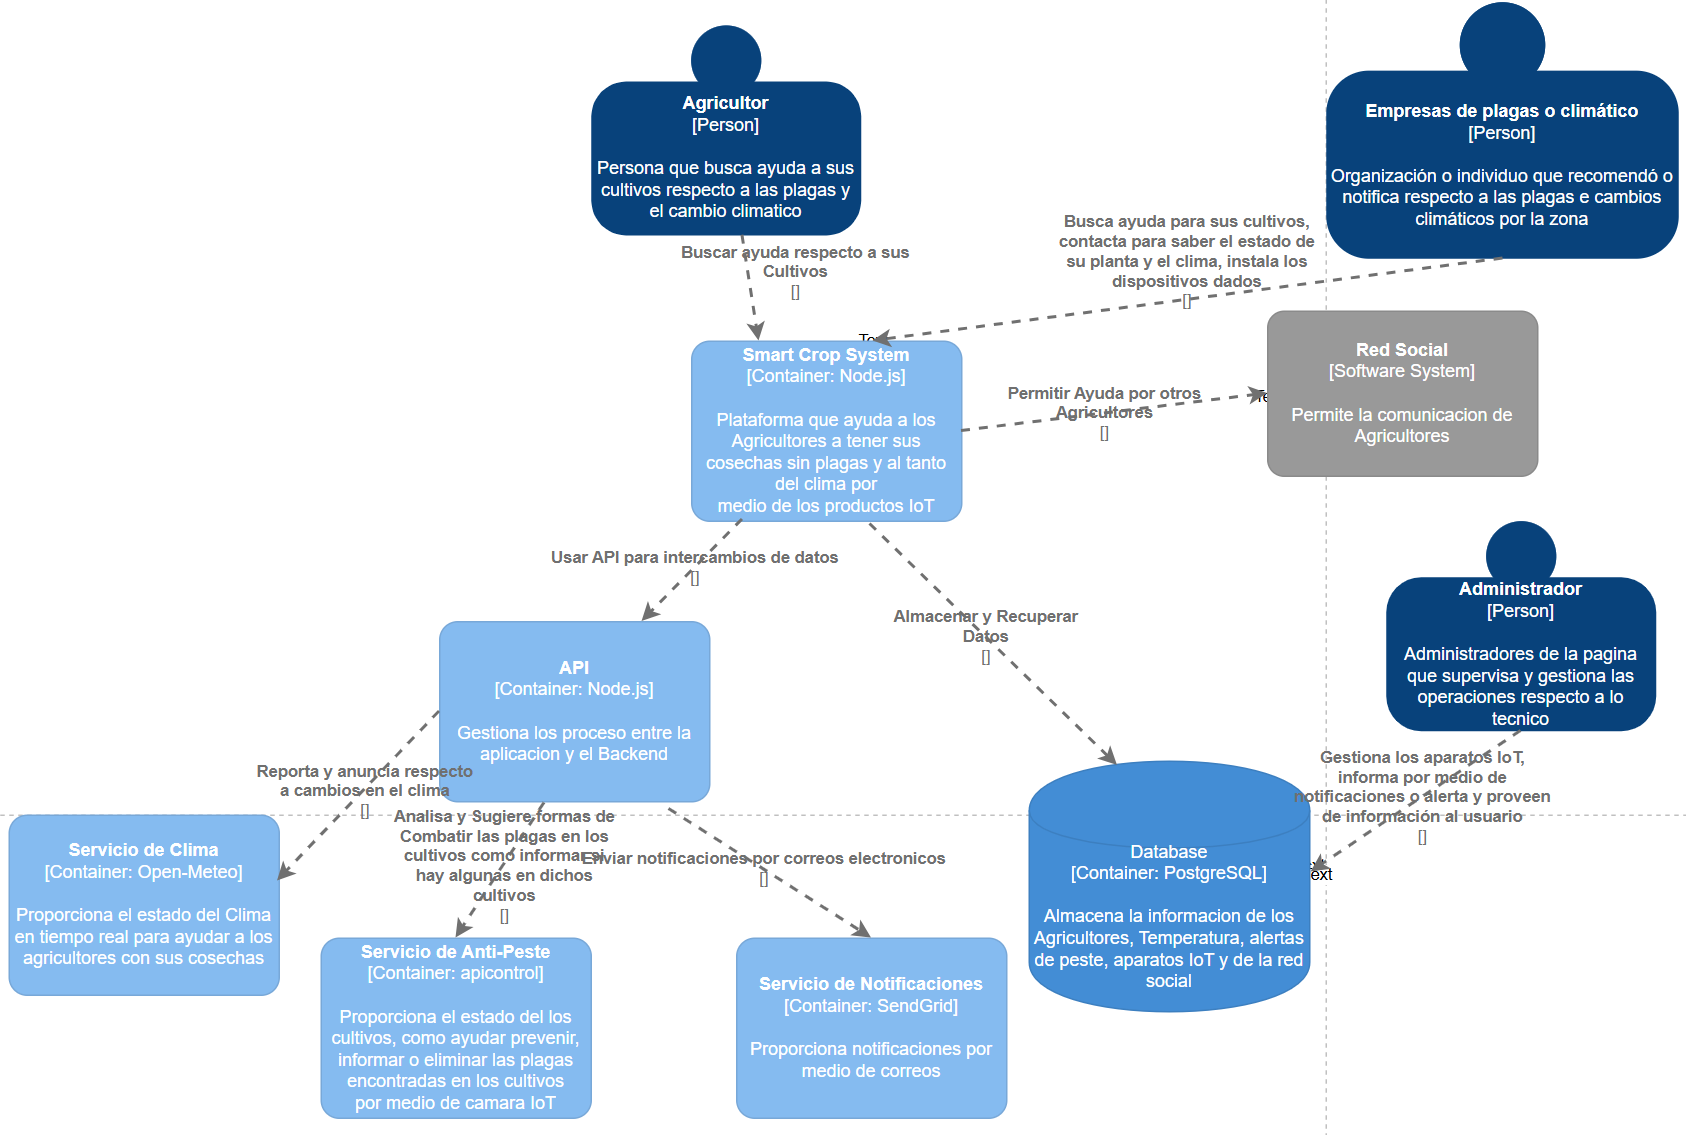 Agricultor
[Person]
Persona que busca ayuda a sus
cultivos respecto a las plagas y
el cambio climatico
Empresas de plagas o climático
[Person]
Organización o individuo que recomendó o
notifica respecto a las plagas e cambios
climáticos por la zona
Buscar ayuda respecto a sus
Cultivos
[]
Busca ayuda para sus cultivos,
contacta para saber el estado de
su planta y el clima, instala los
dispositivos dados
[]
Smart Crop System
[Container: Node.js]
Plataforma que ayuda a los
Agricultores a tener sus
cosechas sin plagas y al tanto
del clima por
medio de los productos IoT
Permitir Ayuda por otros
Agricultores
[]
Red Social
[Software System]
Permite la comunicacion de
Agricultores
Usar API para intercambios de datos
[]
Almacenar y Recuperar
Datos
[]
Administrador
[Person]
Administradores de la pagina
que supervisa y gestiona las
operaciones respecto a lo
tecnico
API
[Container: Node.js]
Gestiona los proceso entre la
aplicacion y el Backend
Gestiona los aparatos IoT,
informa por medio de
notificaciones o alerta y proveen
de información al usuario
[]
Reporta y anuncia respecto
a cambios en el clima
[]
Analisa y Sugiere formas de
Combatir las plagas en los
cultivos como informar si
hay algunas en dichos
cultivos
[]
Enviar notificaciones por correos electronicos
[]
Servicio de Clima
[Container: Open-Meteo]
Proporciona el estado del Clima
en tiempo real para ayudar a los
agricultores con sus cosechas
Database
[Container: PostgreSQL]
Almacena la informacion de los
Agricultores, Temperatura, alertas
de peste, aparatos IoT y de la red
social
Servicio de Anti-Peste
[Container: apicontrol]
Proporciona el estado del los
cultivos, como ayudar prevenir,
informar o eliminar las plagas
encontradas en los cultivos
por medio de camara IoT
Servicio de Notificaciones
[Container: SendGrid]
Proporciona notificaciones por
medio de correos